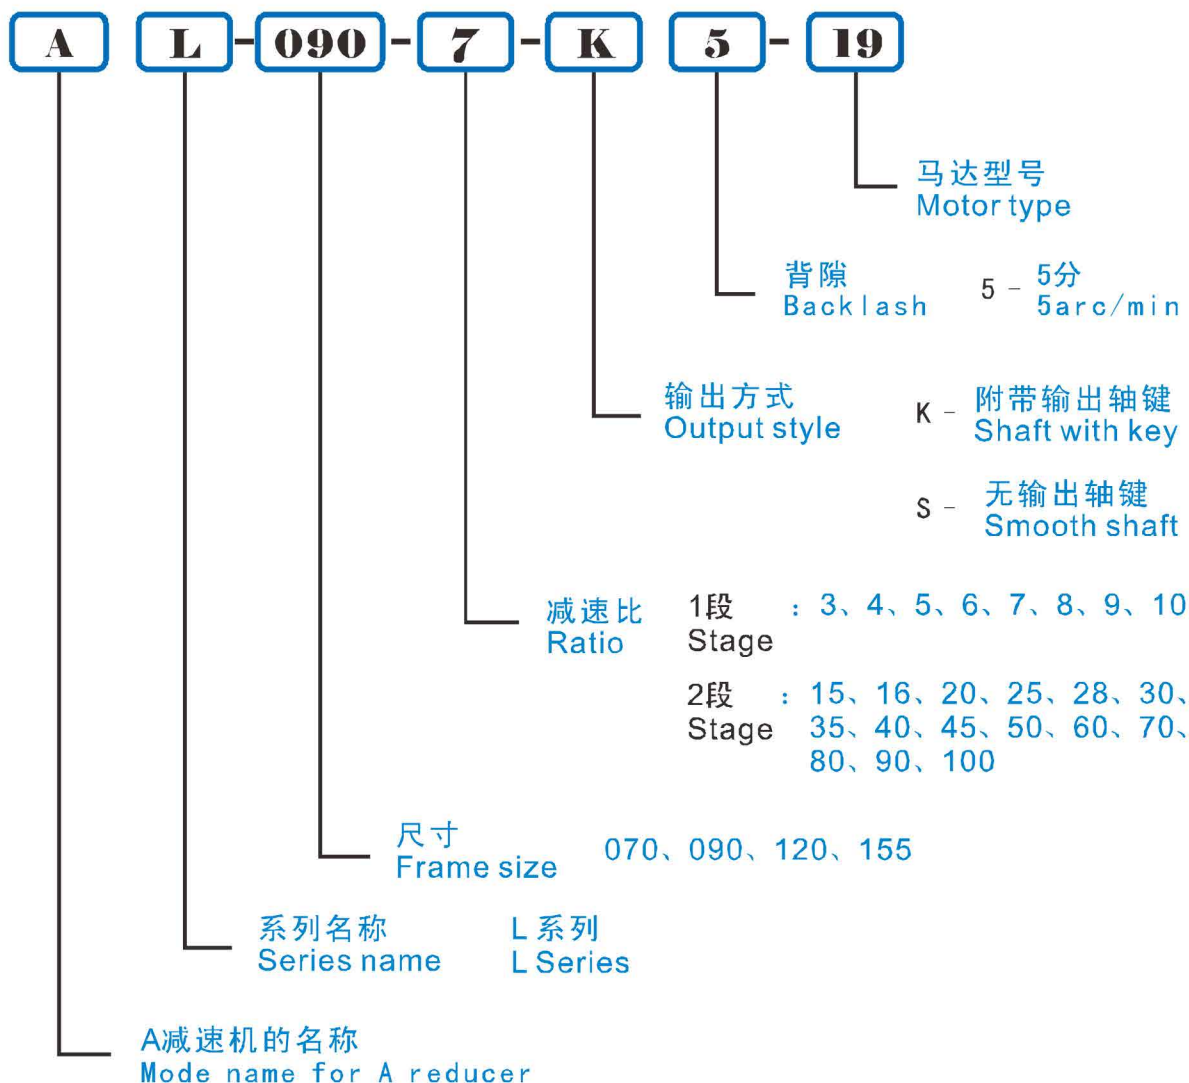 A L-090-7-K 5-19
马达型号
Motor type
背隙 5 - 5分
Backlash 5arc/min
输出方式 K - 附带输出轴键
Output style Shaft with key
S - 无输出轴键
Smooth shaft
减速比 1段 : 3、4、5、6、7、8、9、10
Ratio Stage
2段 : 15、16、20、25、28、30、
Stage 35、40、45、50、60、70、
80、90、100
尺寸 070、090、120、155
Frame size
系列名称 L系列
Series name L Series
A减速机的名称
Mode name for A reducer